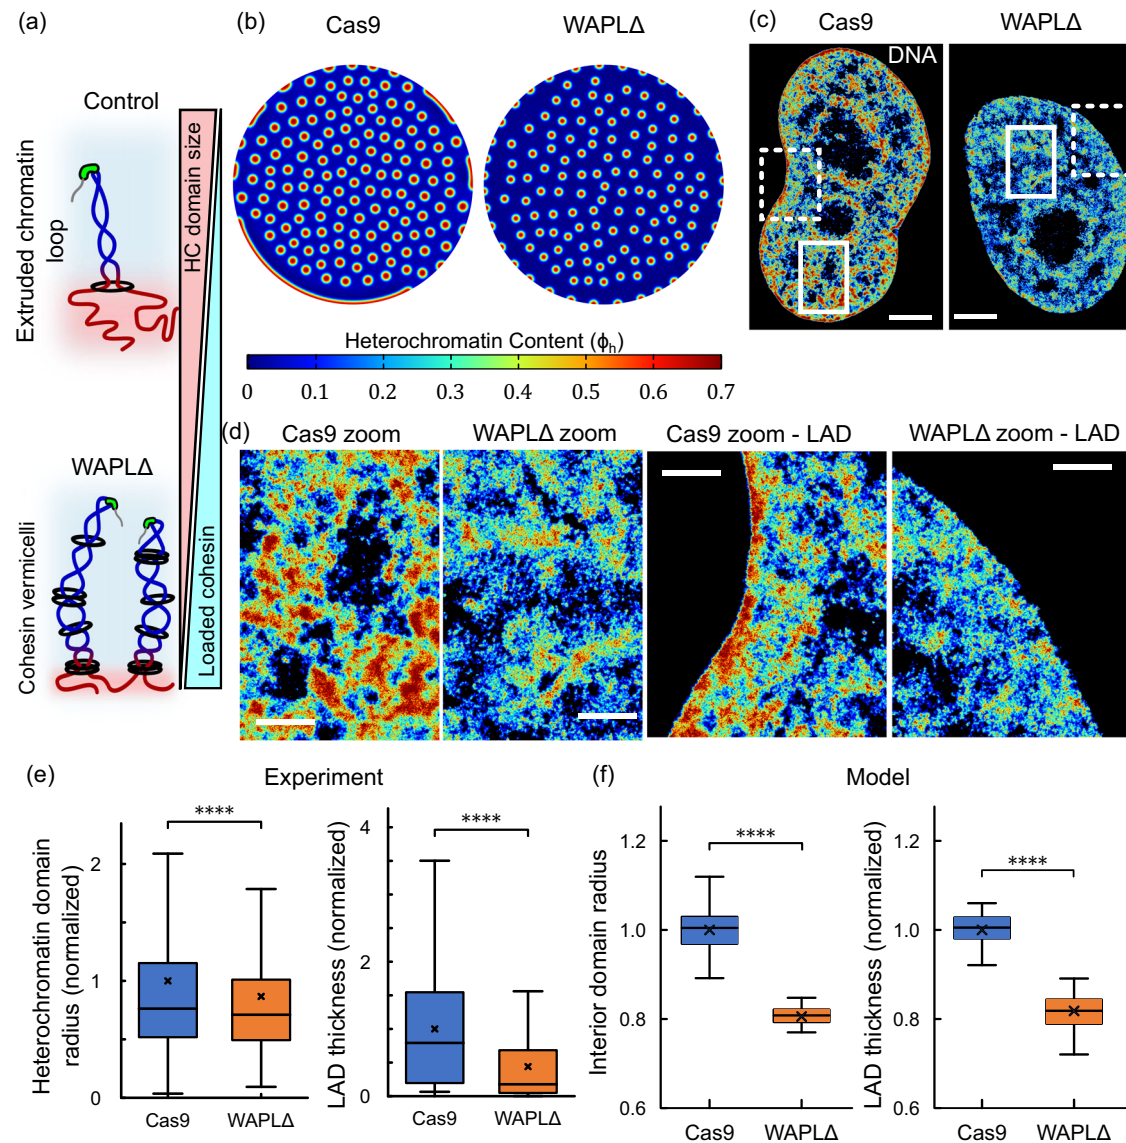 (a)
Control
Extruded chromatin
loop
HC domain size
WAPLΔ
Cohesin vermicelli
Loaded cohesin
(b)
Cas9
WAPLΔ
Heterochromatin Content (ϕh)
0 0.1 0.2 0.3 0.4 0.5 0.6 0.7
(c)
Cas9
WAPLΔ
DNA
(d)
Cas9 zoom
WAPLΔ zoom
Cas9 zoom - LAD
WAPLΔ zoom - LAD
(e)
Experiment
Heterochromatin domain
radius (normalized)
2
1
0
****
Cas9
WAPLΔ
LAD thickness (normalized)
4
2
0
****
Cas9
WAPLΔ
(f)
Model
Interior domain radius
1.2
1.0
0.8
0.6
****
Cas9
WAPLΔ
LAD thickness (normalized)
1.2
1.0
0.8
0.6
****
Cas9
WAPLΔ